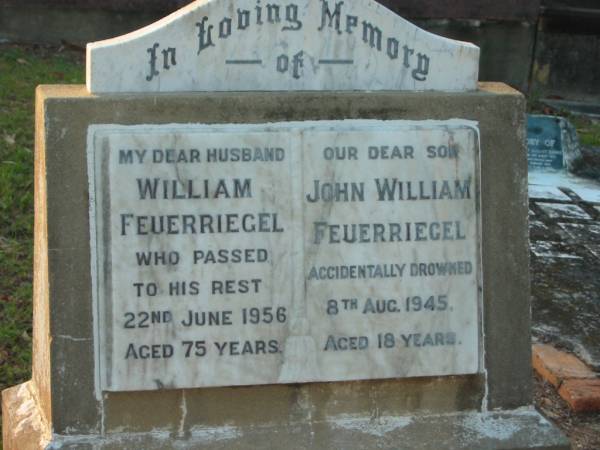 In Loving Memory
of
MY DEAR HUSBAND
WILLIAM
FEUERRIEGEL
WHO PASSED
TO HIS REST
22ND JUNE 1956
AGED 75 YEARS.
OUR DEAR SON
JOHN WILLIAM
FEUERRIEGEL
ACCIDENTALLY DROWNED
8TH AUG. 1945.
AGED 18 YEARS.
OF